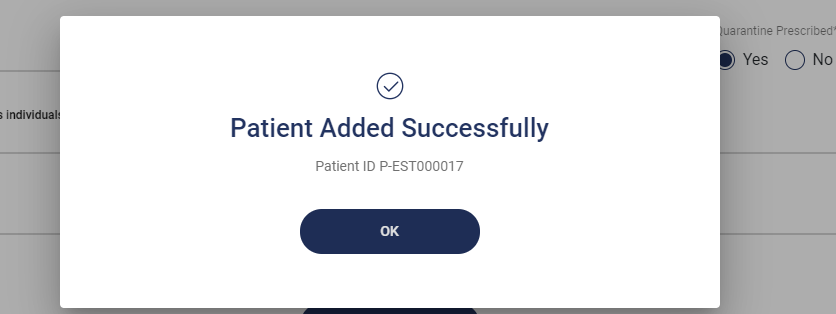 Quarantine Prescribed*
Yes No
s individuals
Patient Added Successfully
Patient ID P-EST000017
OK